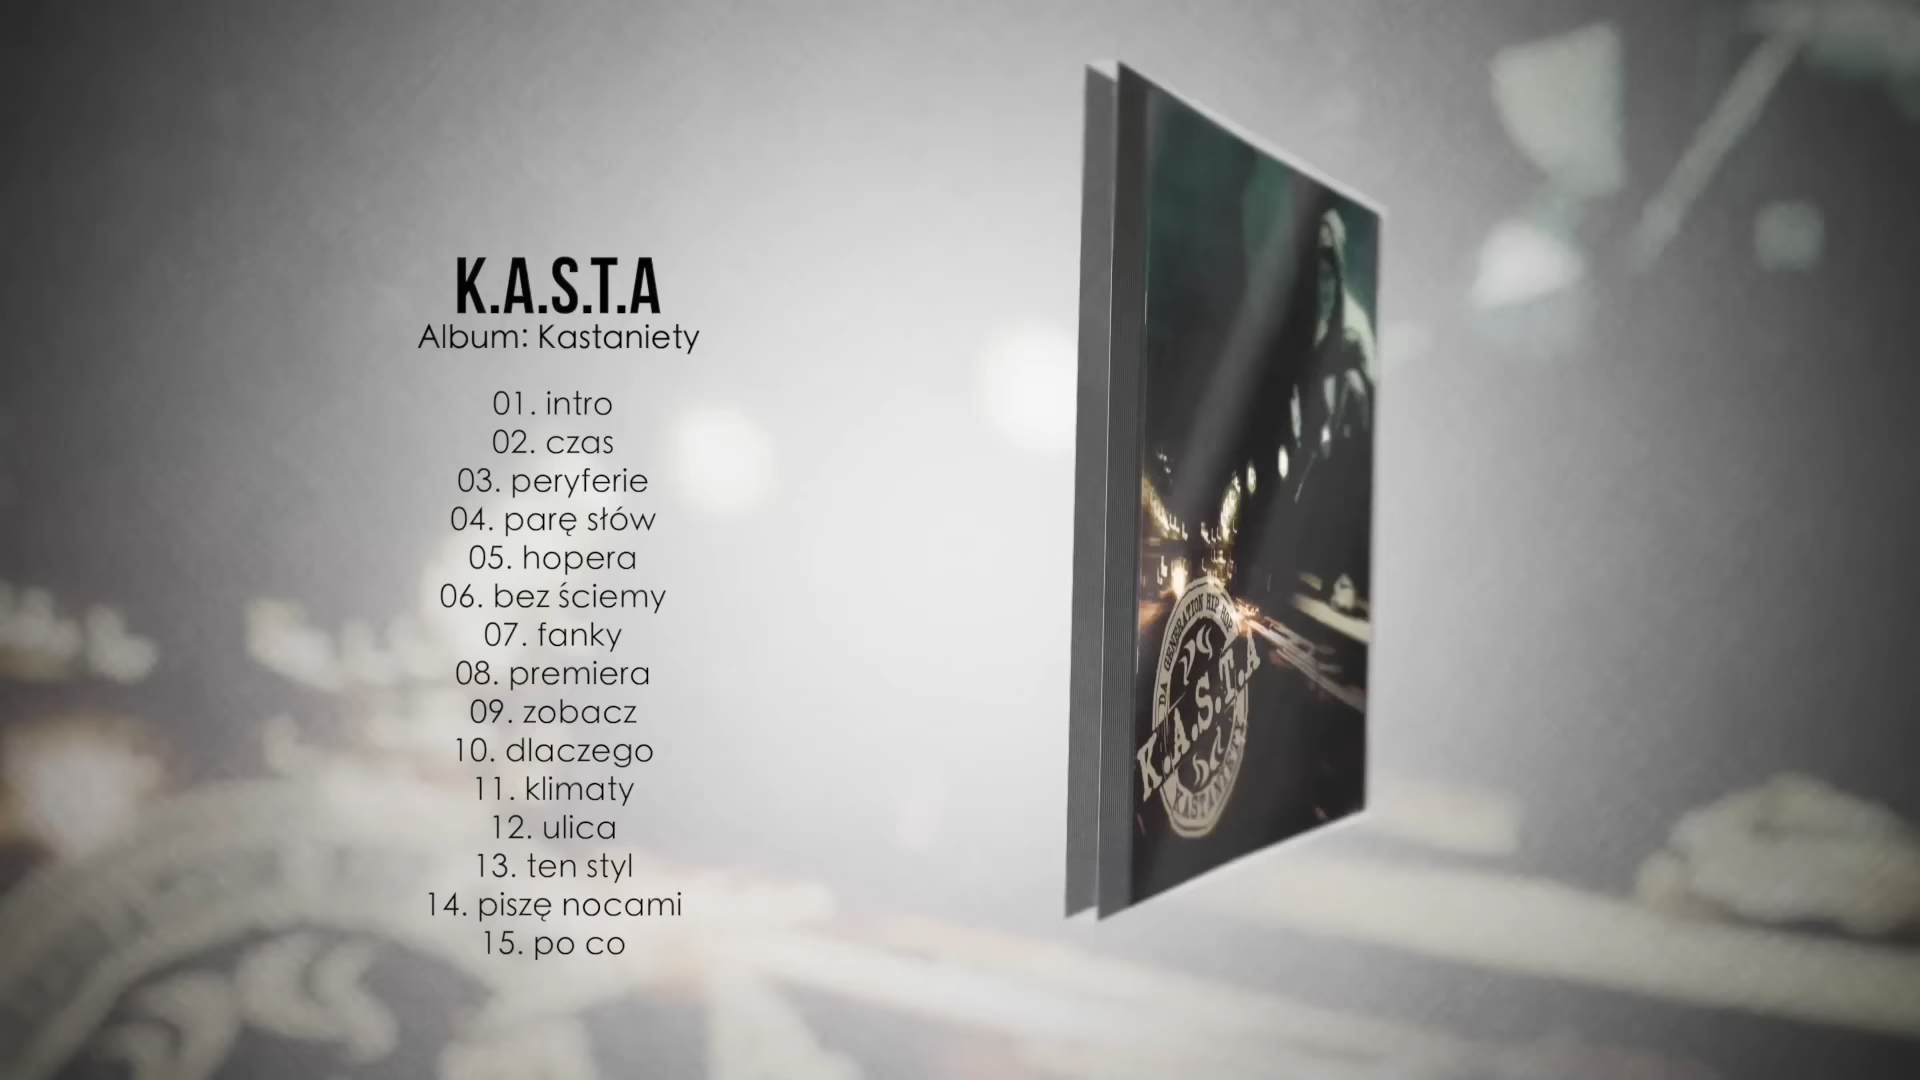 K.A.S.T.A
Album: Kastaniety
01. intro
02. czas
03. peryferie
04. parę słów
05. hopera
06. bez ściemy
07. fanky
08. premiera
09. zobacz
10. dlaczego
11. klimaty
12. ulica
13. ten styl
14. piszę nocami
15. po co
DA GENERATION HIP HOP
K.A.S.T.A
KASTANIETY